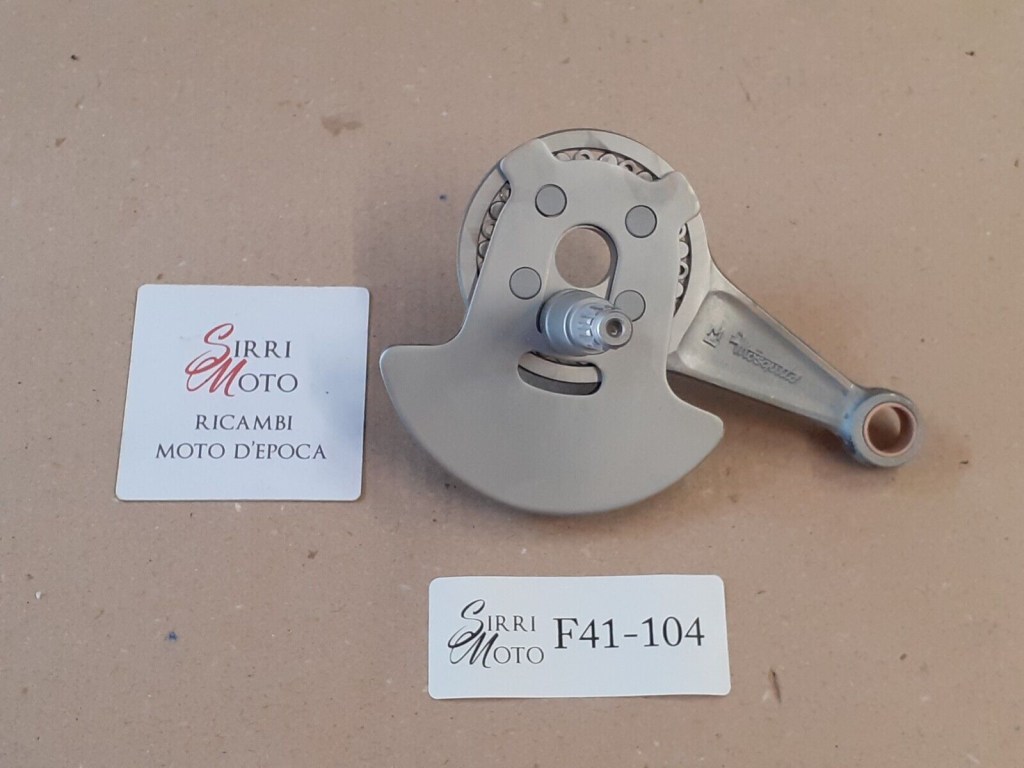 SIRRI
MOTO
RICAMBI
MOTO D'EPOCA
SIRRI
MOTO
F41-104